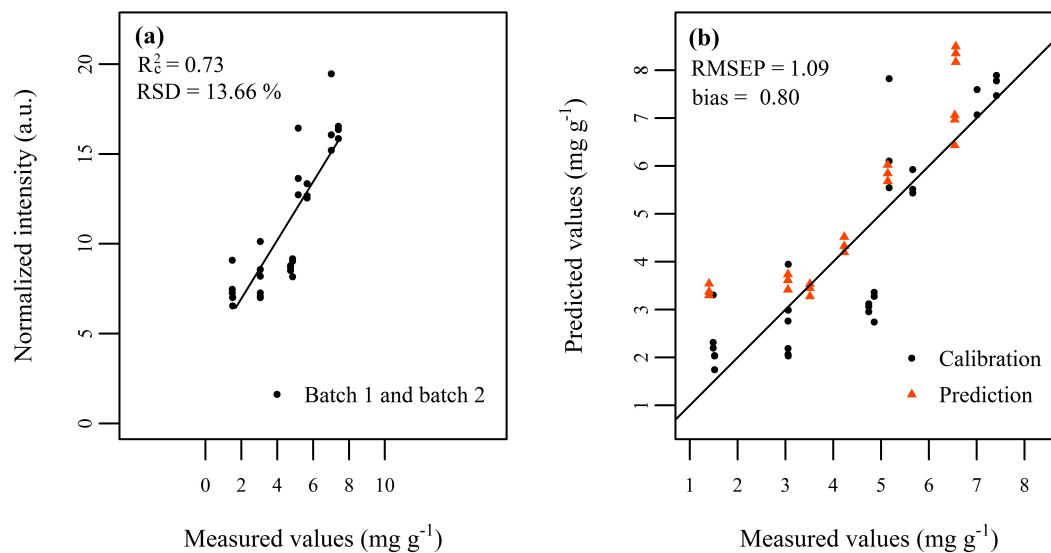 (a)
R²c = 0.73
RSD = 13.66 %
Normalized intensity (a.u.)
20
15
10
5
0
Batch 1 and batch 2
0 2 4 6 8 10
Measured values (mg g⁻¹)
(b)
RMSEP = 1.09
bias = 0.80
Predicted values (mg g⁻¹)
8
7
6
5
4
3
2
1
Calibration
Prediction
1 2 3 4 5 6 7 8
Measured values (mg g⁻¹)